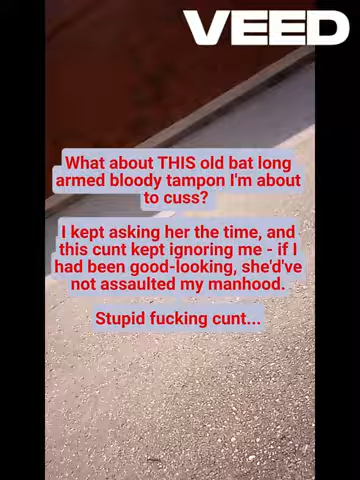 VEED
What about THIS old bat long
armed bloody tampon I'm about
to cuss?
I kept asking her the time, and
this cunt kept ignoring me - if I
had been good-looking, she'd've
not assaulted my manhood.
Stupid fucking cunt...